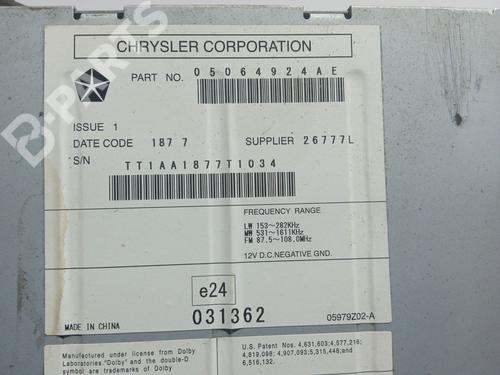 B-PARTS
CHRYSLER CORPORATION
PART NO. 05064924AE
ISSUE 1
DATE CODE 187 7 SUPPLIER 26777L
S/N TT1AA1877T1034
FREQUENCY RANGE
LW 153~282KHz
MW 531~1611KHz
FM 87.5~108.0MHz
12V D.C.NEGATIVE GND.
e24
031362
MADE IN CHINA
05979Z02-A
Manufactured under license from Dolby
Laboratories."Dolby" and the double-D
symbol are trademarks of Dolby
U.S. Patent Nos. 4,631,603;4,577,216;
4,819,098; 4,907,093;5,315,448; and
6,516,132.